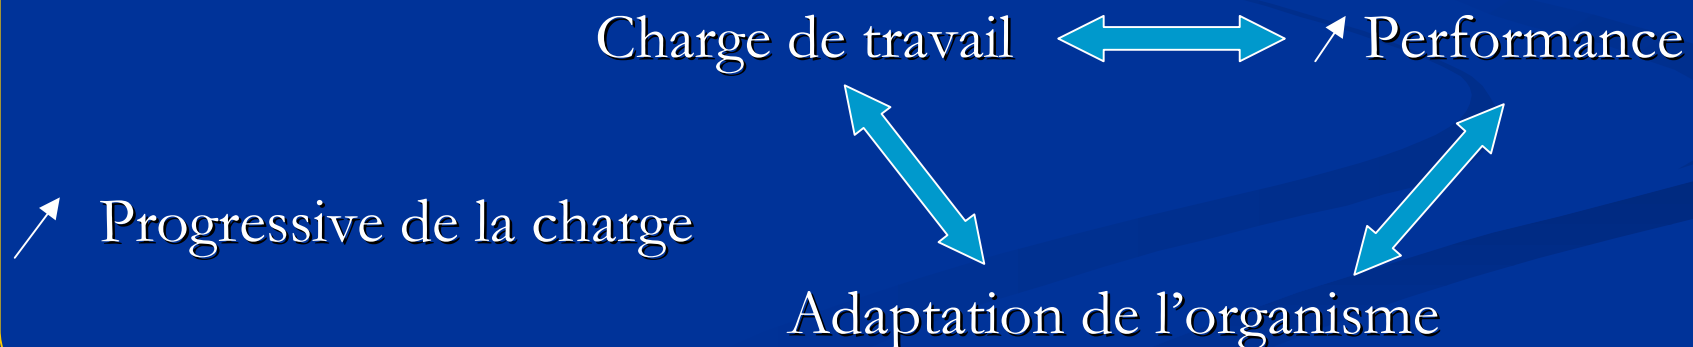 Charge de travail Performance
Progressive de la charge
Adaptation de l’organisme